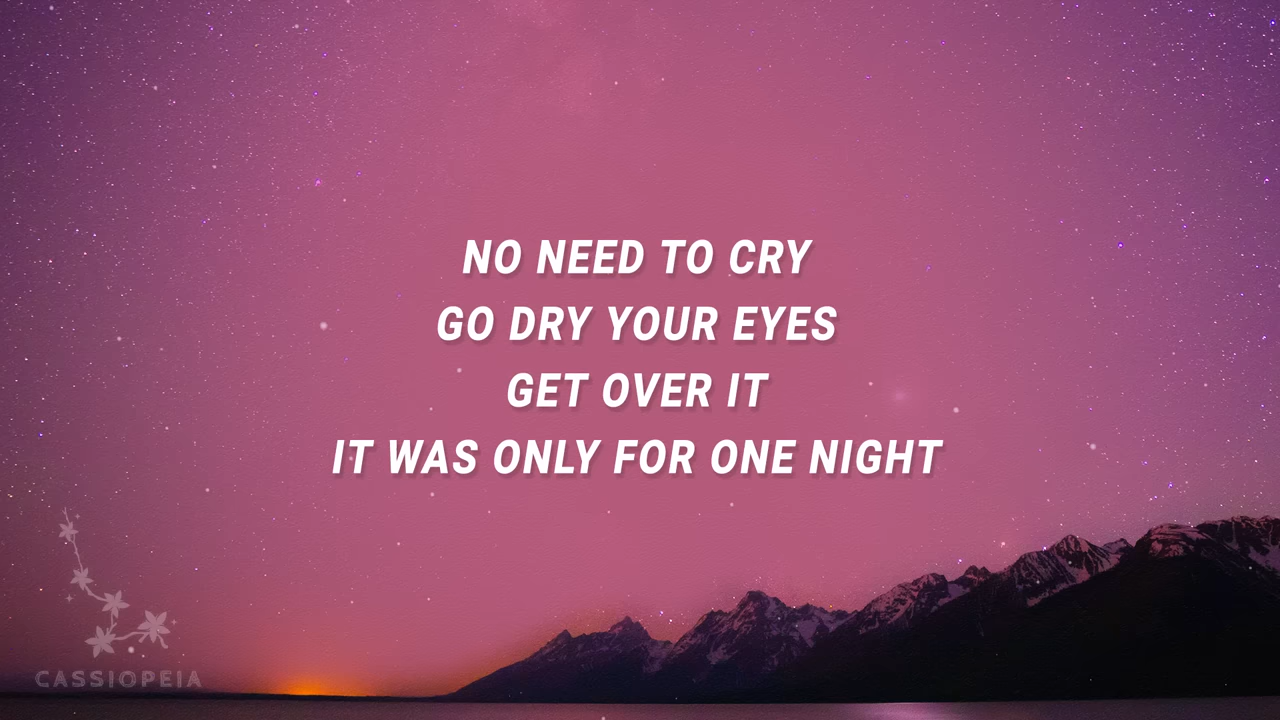 NO NEED TO CRY
GO DRY YOUR EYES
GET OVER IT
IT WAS ONLY FOR ONE NIGHT
CASSIOPEIA